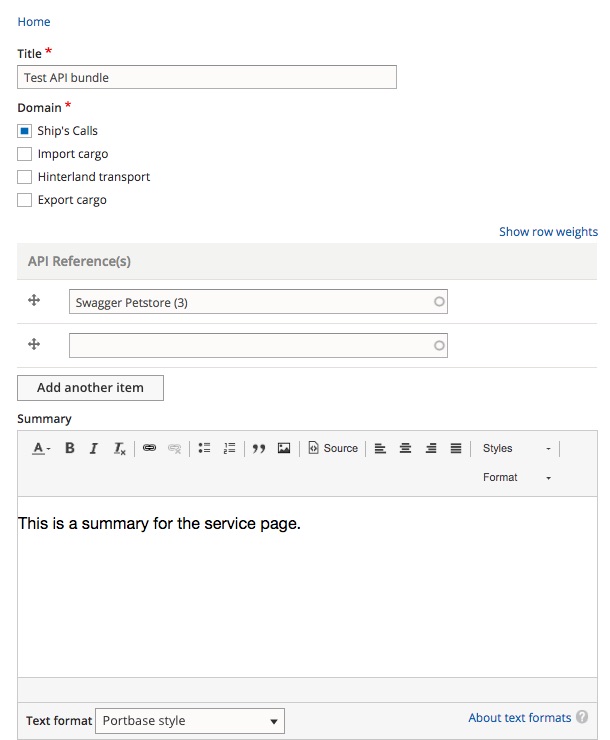 Home
Title *
Test API bundle
Domain *
Ship's Calls
Import cargo
Hinterland transport
Export cargo
Show row weights
API Reference(s)
Swagger Petstore (3)
Add another item
Summary
A B I Tx Source Styles
Format
This is a summary for the service page.
Text format Portbase style About text formats ?